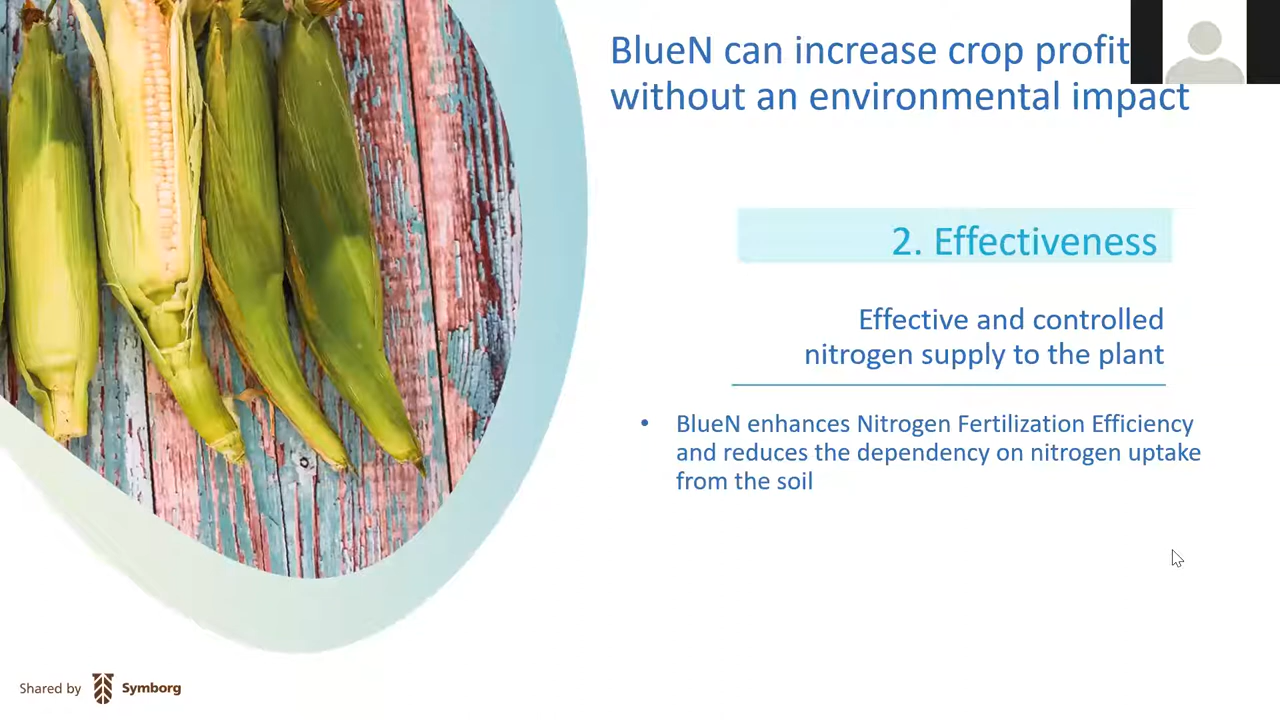 BlueN can increase crop profit
without an environmental impact
2. Effectiveness
Effective and controlled
nitrogen supply to the plant
• BlueN enhances Nitrogen Fertilization Efficiency
and reduces the dependency on nitrogen uptake
from the soil
Shared by Symborg